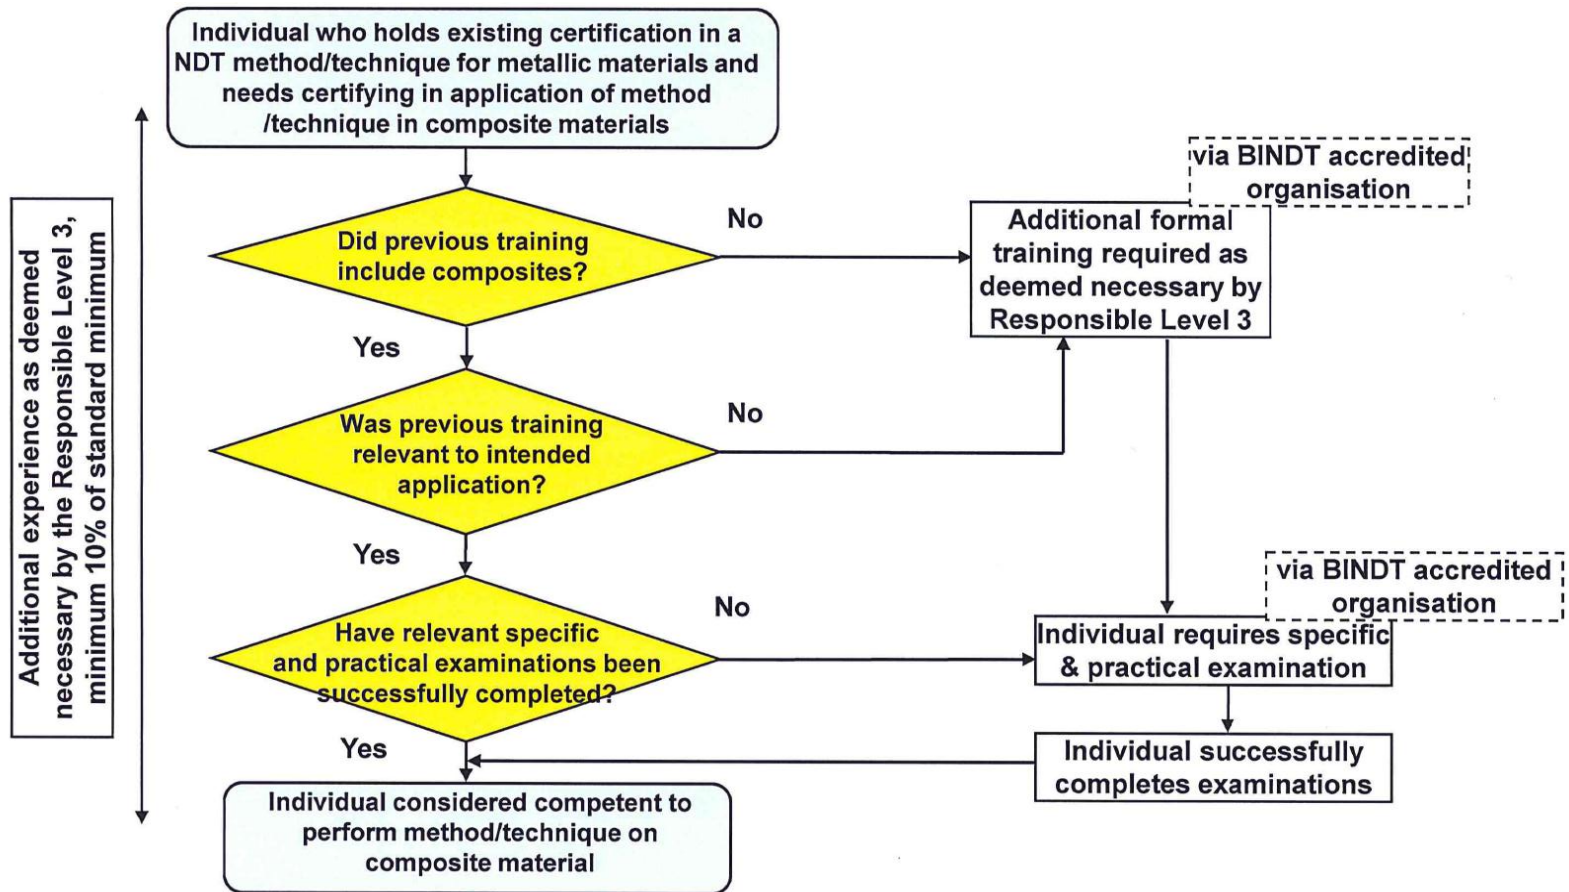 Individual who holds existing certification in a
NDT method/technique for metallic materials and
needs certifying in application of method
/technique in composite materials
via BINDT accredited
organisation
Did previous training
include composites?
No
Additional formal
training required as
deemed necessary by
Responsible Level 3
Yes
Was previous training
relevant to intended
application?
No
Yes
Have relevant specific
and practical examinations been
successfully completed?
No
via BINDT accredited
organisation
Individual requires specific
& practical examination
Yes
Individual successfully
completes examinations
Individual considered competent to
perform method/technique on
composite material
Additional experience as deemed
necessary by the Responsible Level 3,
minimum 10% of standard minimum